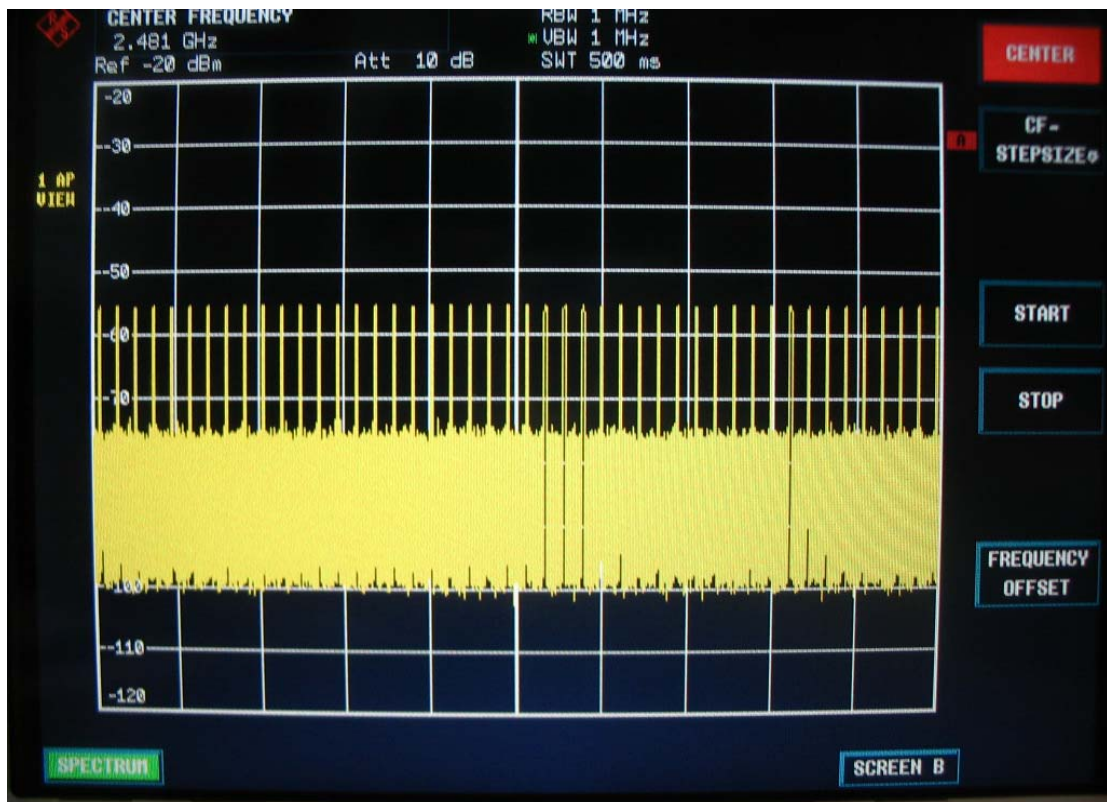 CENTER FREQUENCY
2.481 GHz
Ref -20 dBm
Att 10 dB
RBW 1 MHz
VBW 1 MHz
SWT 500 ms
1 AP
VIEW
-20
-30
-40
-50
-60
-70
-100
-110
-120
A
CENTER
CF-
STEPSIZE
START
STOP
FREQUENCY
OFFSET
SPECTRUM
SCREEN B